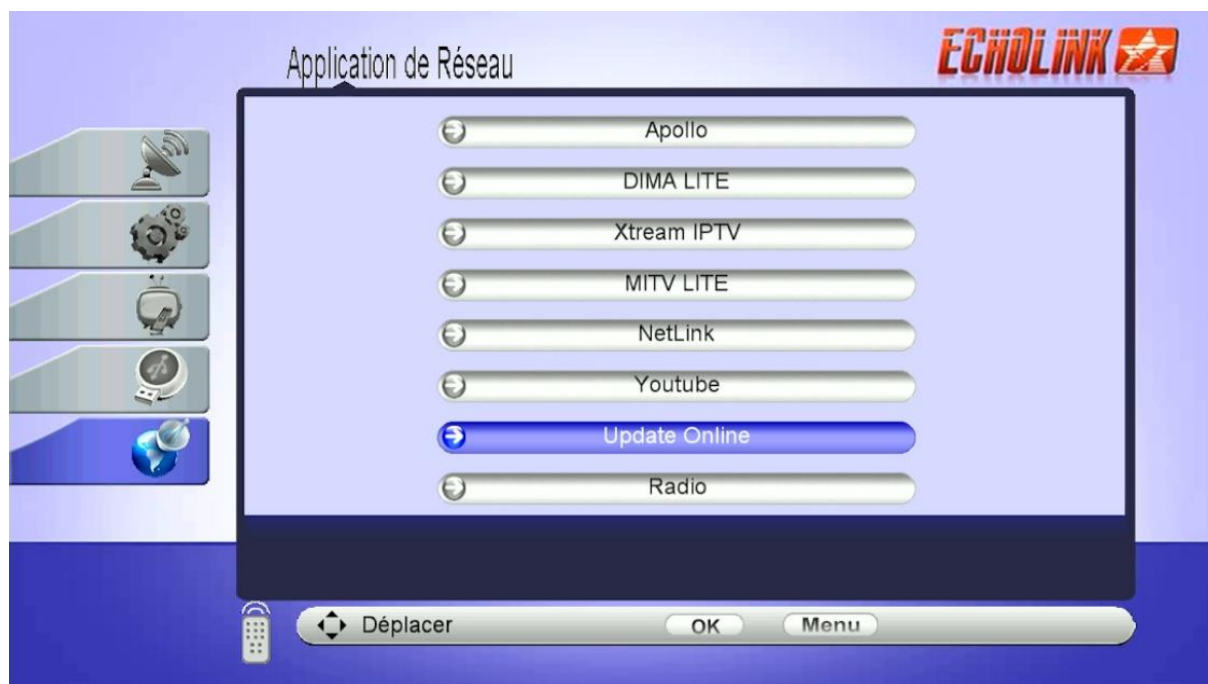 Application de Réseau
ECHOLINK
Apollo
DIMA LITE
Xtream IPTV
MITV LITE
NetLink
Youtube
Update Online
Radio
Déplacer OK Menu